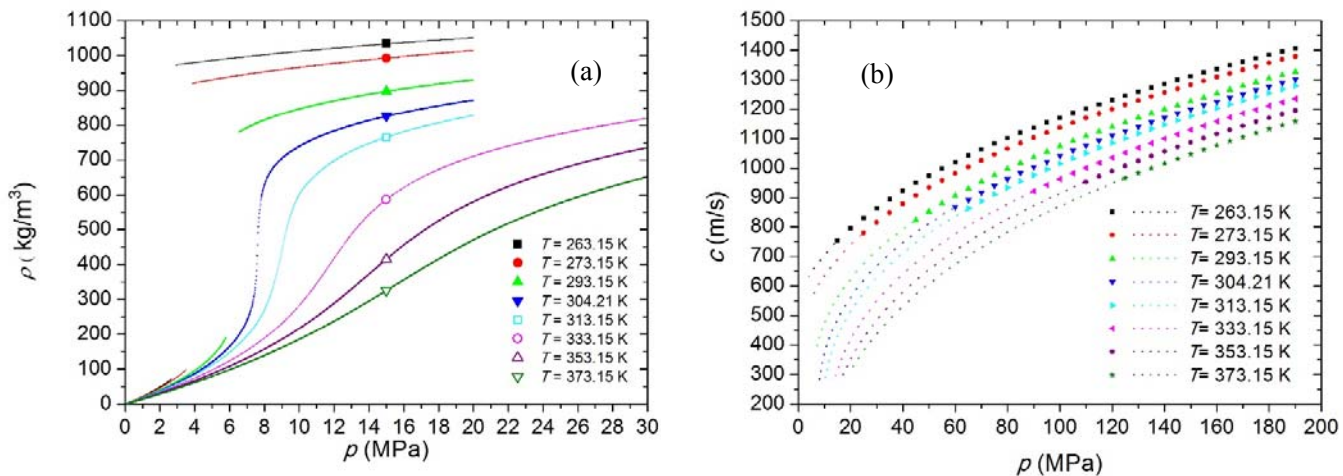 1100
1000
900
800
700
600
500
400
300
200
100
0
ρ ( kg/m³)
(a)
T = 263.15 K
T = 273.15 K
T = 293.15 K
T = 304.21 K
T = 313.15 K
T = 333.15 K
T = 353.15 K
T = 373.15 K
0 2 4 6 8 10 12 14 16 18 20 22 24 26 28 30
p (MPa)
1500
1400
1300
1200
1100
1000
900
800
700
600
500
400
300
200
c (m/s)
(b)
T= 263.15 K
T= 273.15 K
T= 293.15 K
T= 304.21 K
T= 313.15 K
T= 333.15 K
T= 353.15 K
T= 373.15 K
0 20 40 60 80 100 120 140 160 180 200
p (MPa)